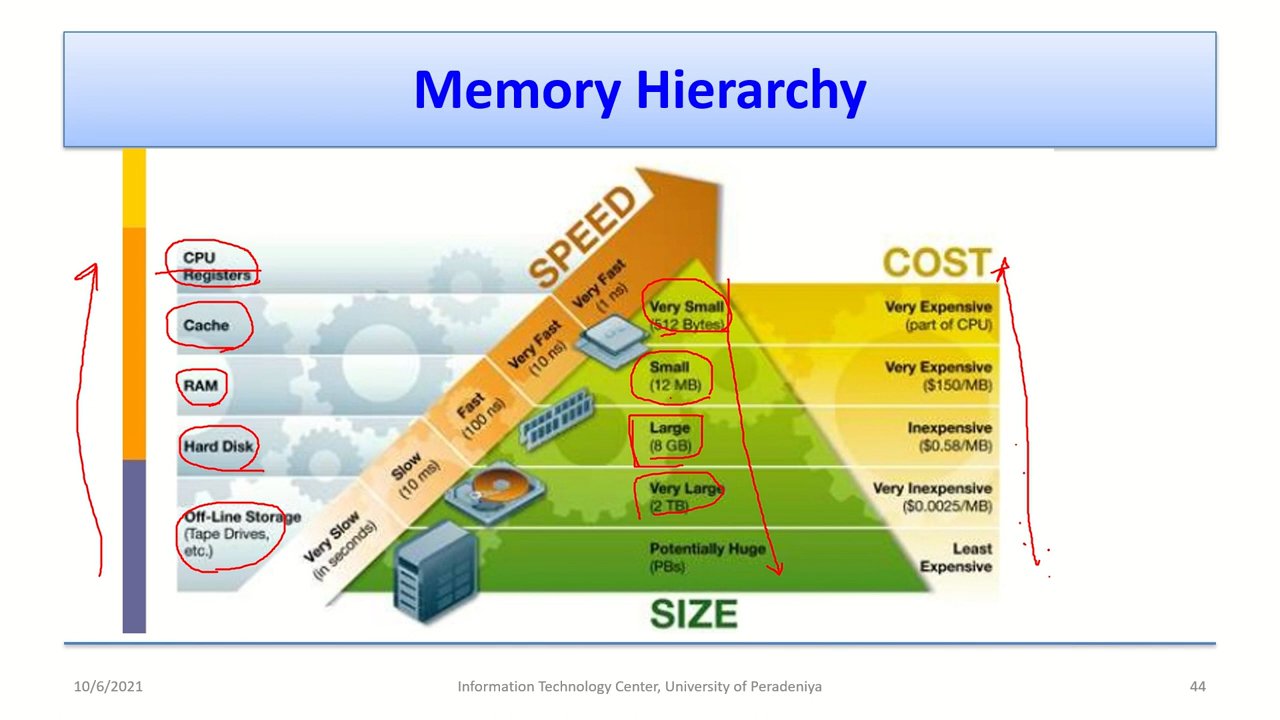 Memory Hierarchy
CPU
Registers
Cache
RAM
Hard Disk
Off-Line Storage
(Tape Drives,
etc.)
SPEED
Very Fast
(1 ns)
Very Fast
(10 ns)
Fast
(100 ns)
Slow
(10 ms)
Very Slow
(in seconds)
Very Small
(512 Bytes)
Small
(12 MB)
Large
(8 GB)
Very Large
(2 TB)
Potentially Huge
(PBs)
SIZE
COST
Very Expensive
(part of CPU)
Very Expensive
($150/MB)
Inexpensive
($0.58/MB)
Very Inexpensive
($0.0025/MB)
Least
Expensive
10/6/2021
Information Technology Center, University of Peradeniya
44